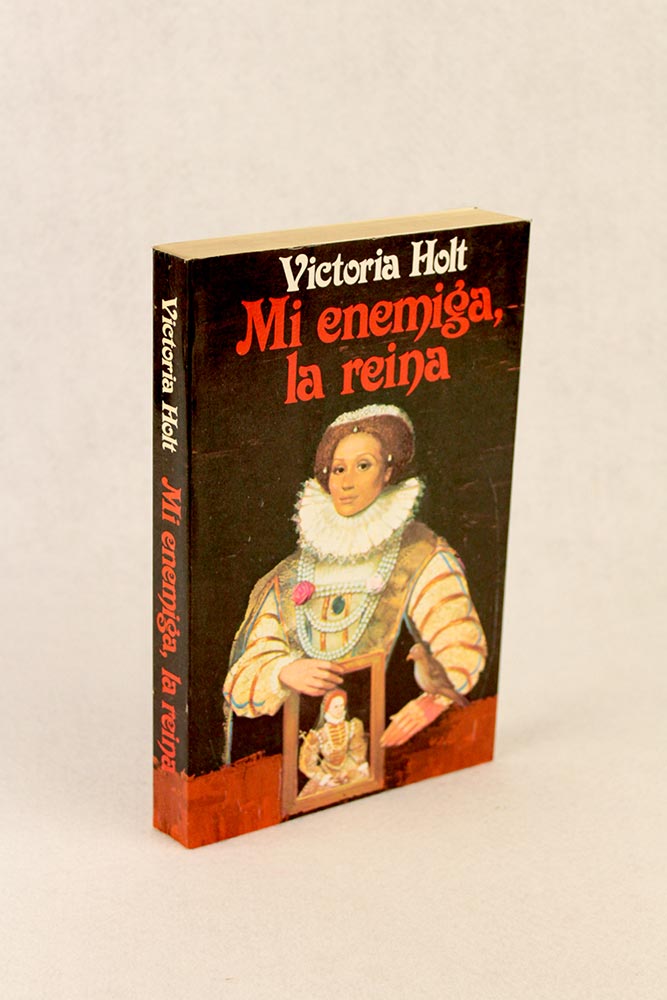 Victoria Holt
Mi enemiga,
la reina
Victoria Holt Mi enemiga, la reina